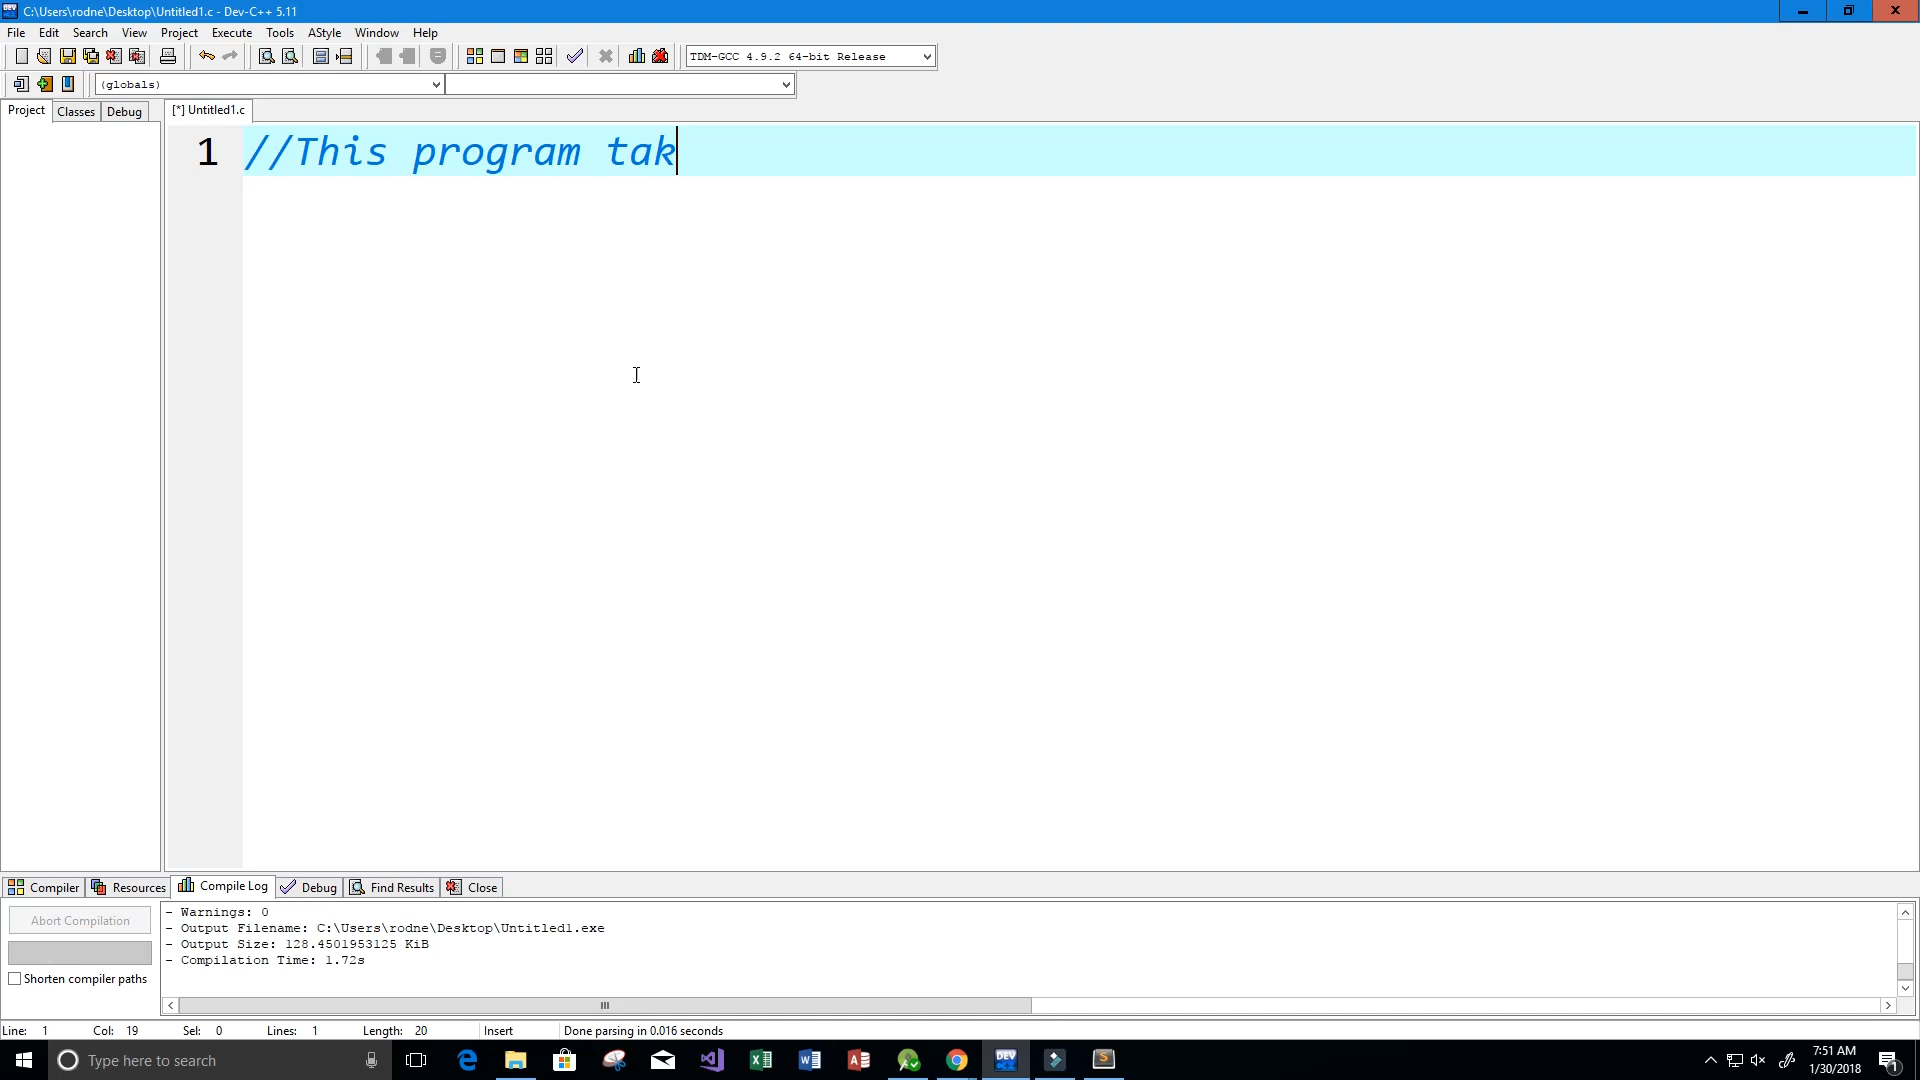 C:\Users\rodne\Desktop\Untitled1.c - Dev-C++ 5.11
File Edit Search View Project Execute Tools AStyle Window Help
TDM-GCC 4.9.2 64-bit Release
(globals)
Project Classes Debug [*] Untitled1.c
1 //This program tak
Compiler Resources Compile Log Debug Find Results Close
Abort Compilation
Shorten compiler paths
- Warnings: 0
- Output Filename: C:\Users\rodne\Desktop\Untitled1.exe
- Output Size: 128.4501953125 KiB
- Compilation Time: 1.72s
Line: 1 Col: 19 Sel: 0 Lines: 1 Length: 20 Insert Done parsing in 0.016 seconds
Type here to search
7:51 AM
1/30/2018